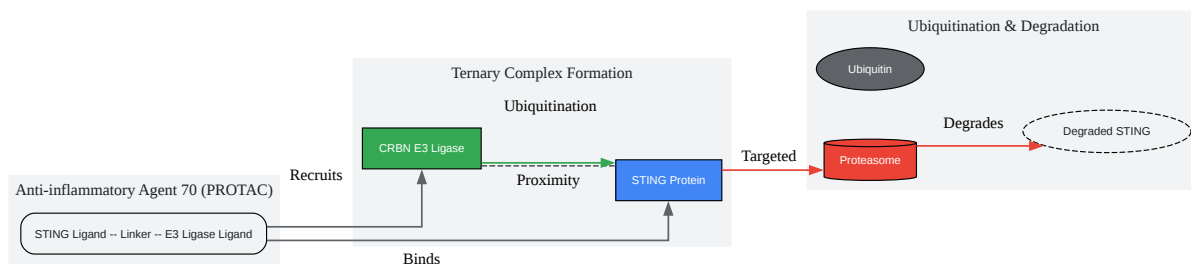 Anti-inflammatory Agent 70 (PROTAC)
STING Ligand -- Linker -- E3 Ligase Ligand
Recruits
Binds
Ternary Complex Formation
Ubiquitination
CRBN E3 Ligase
Proximity
STING Protein
Targeted
Ubiquitination & Degradation
Ubiquitin
Proteasome
Degrades
Degraded STING